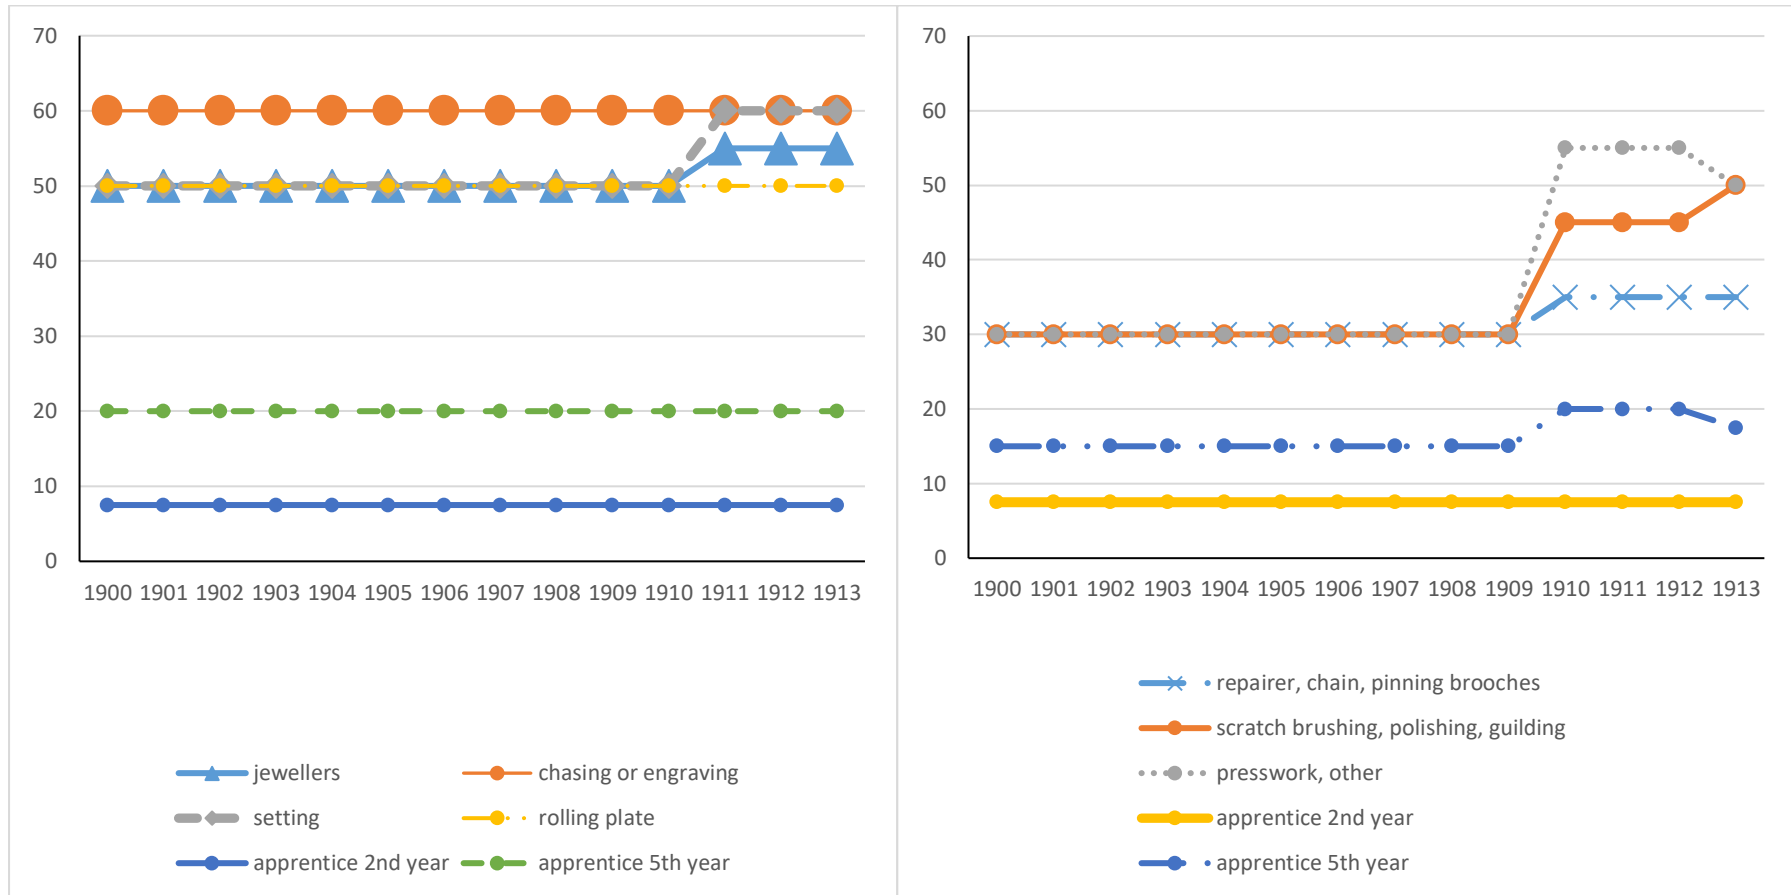 70
60
50
40
30
20
10
0
1900 1901 1902 1903 1904 1905 1906 1907 1908 1909 1910 1911 1912 1913
jewellers chasing or engraving
setting rolling plate
apprentice 2nd year apprentice 5th year
70
60
50
40
30
20
10
0
1900 1901 1902 1903 1904 1905 1906 1907 1908 1909 1910 1911 1912 1913
repairer, chain, pinning brooches
scratch brushing, polishing, guilding
presswork, other
apprentice 2nd year
apprentice 5th year